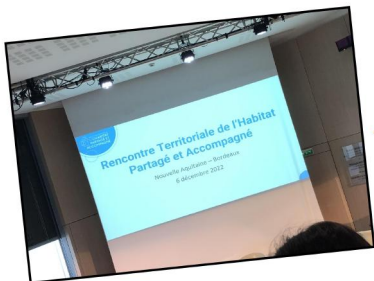 Rencontre Territoriale de l'Habitat
Partagé et Accompagné
Nouvelle Aquitaine – Bordeaux
6 décembre 2022